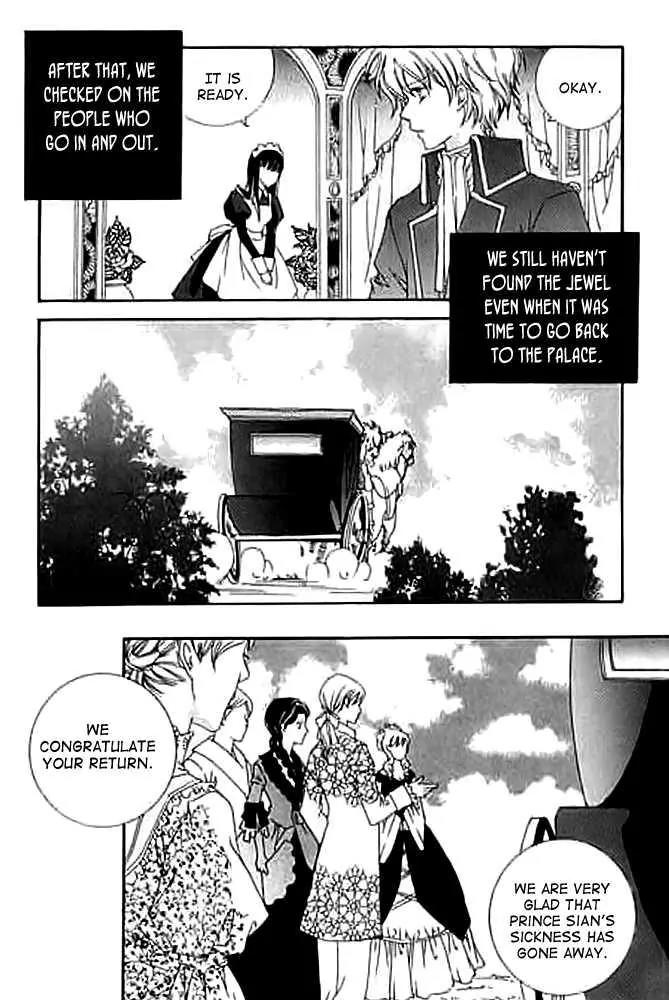 AFTER THAT, WE
CHECKED ON THE
PEOPLE WHO
GO IN AND OUT.
IT IS
READY.
OKAY.
WE STILL HAVEN'T
FOUND THE JEWEL
EVEN WHEN IT WAS
TIME TO GO BACK
TO THE PALACE.
WE
CONGRATULATE
YOUR RETURN.
WE ARE VERY
GLAD THAT
PRINCE SIAN'S
SICKNESS HAS
GONE AWAY.